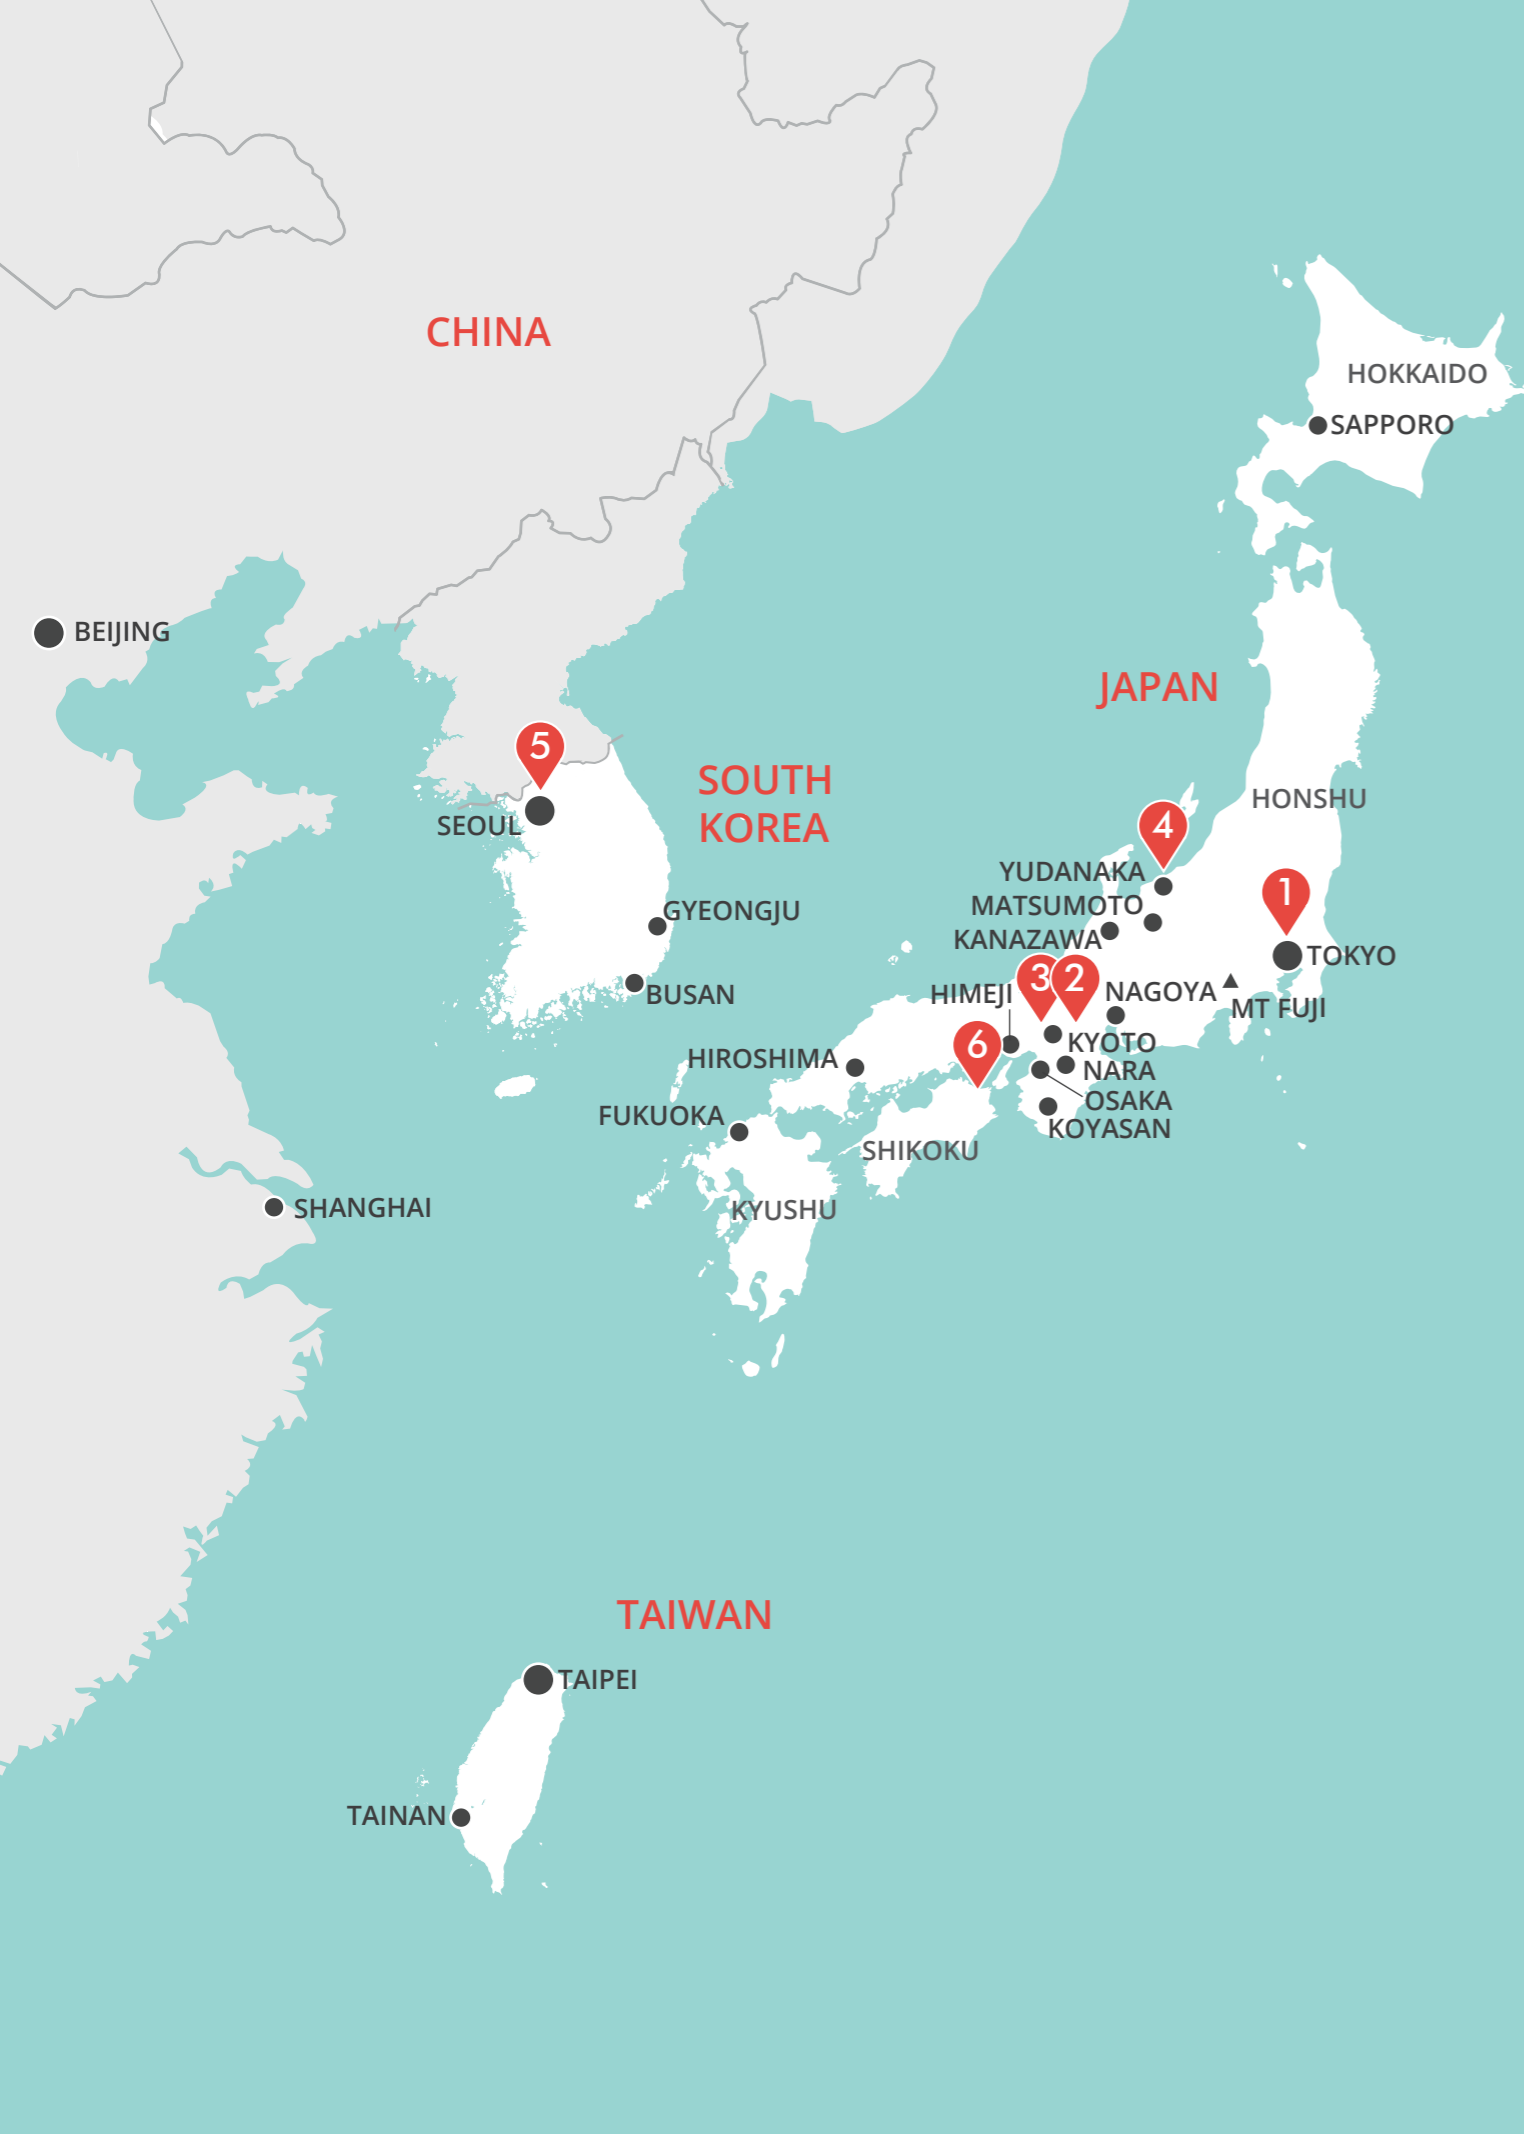 CHINA
HOKKAIDO
SAPPORO
BEIJING
JAPAN
5
SOUTH
KOREA
HONSHU
SEOUL
4
YUDANAKA
MATSUMOTO
KANAZAWA
1
TOKYO
GYEONGJU
BUSAN
3
2
HIMEJI
NAGOYA
MT FUJI
6
KYOTO
HIROSHIMA
NARA
OSAKA
FUKUOKA
KOYASAN
SHIKOKU
SHANGHAI
KYUSHU
TAIWAN
TAIPEI
TAINAN